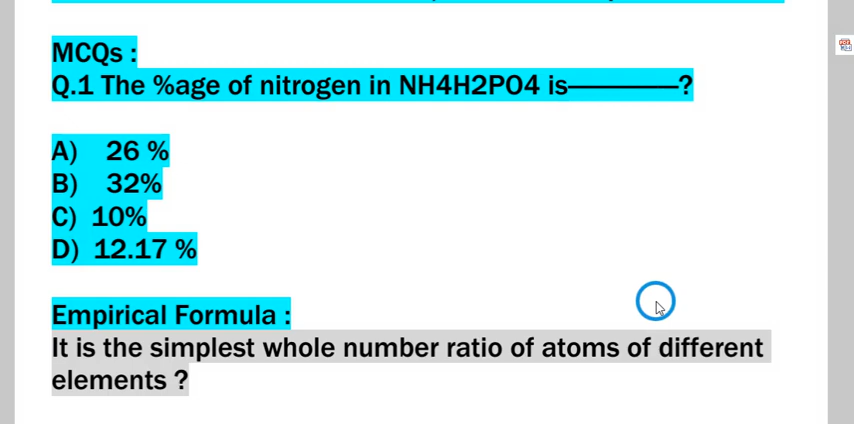 MCQs :
Q.1 The %age of nitrogen in NH4H2PO4 is————?
A) 26 %
B) 32%
C) 10%
D) 12.17 %
Empirical Formula :
It is the simplest whole number ratio of atoms of different
elements ?